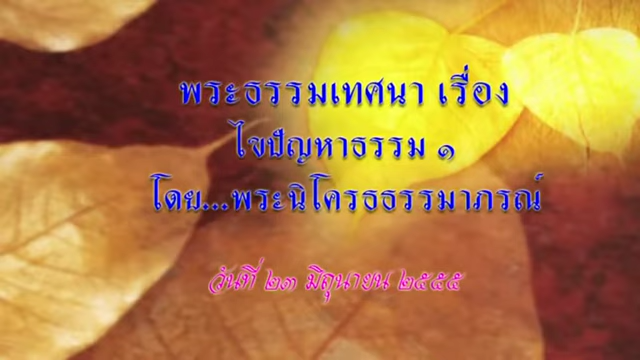 พระธรรมเทศนา เรื่อง
ไขปัญหาธรรม ๑
โดย...พระนิโครธธรรมาภรณ์
วันที่ ๒๓ มิถุนายน ๒๕๕๕